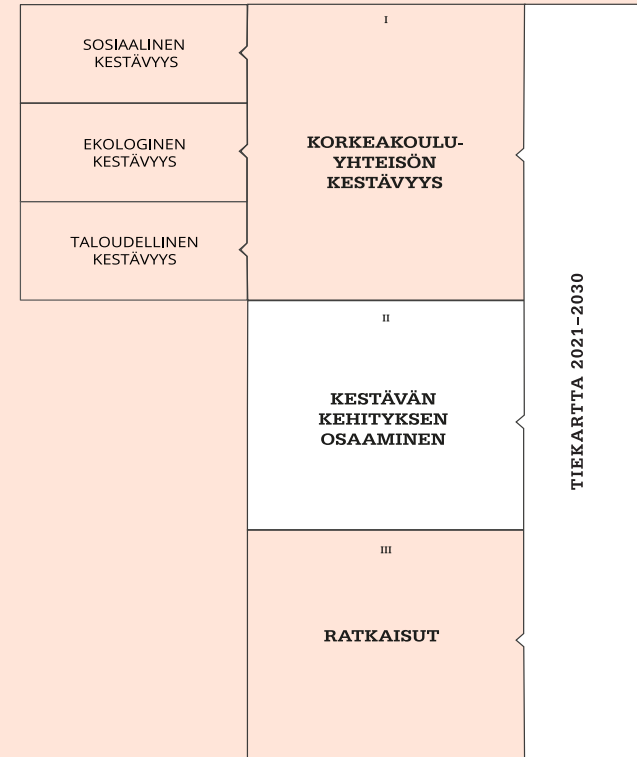 SOSIAALINEN
KESTÄVYYS
EKOLOGINEN
KESTÄVYYS
TALOUDELLINEN
KESTÄVYYS
I
KORKEAKOULU-
YHTEISÖN
KESTÄVYYS
II
KESTÄVÄN
KEHITYKSEN
OSAAMINEN
III
RATKAISUT
TIEKARTTA 2021–2030